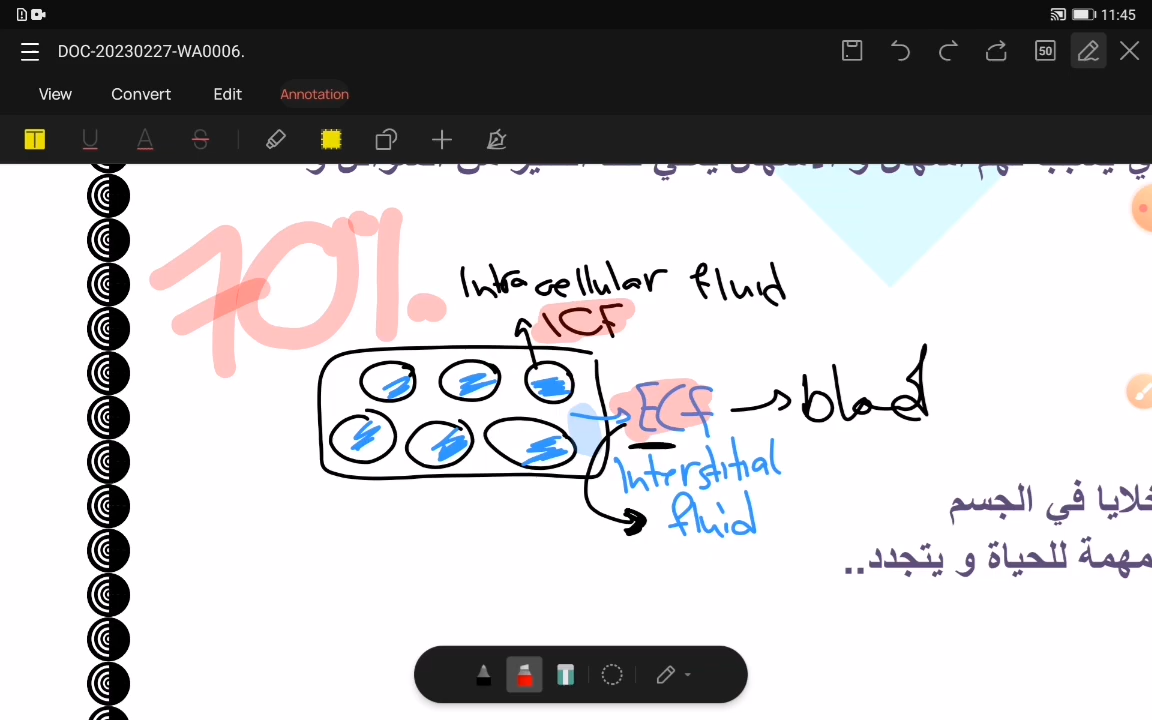 11:45
DOC-20230227-WA0006.
50
View Convert Edit Annotation
70%.
Intracellular fluid
ICF
ECf → blood
Interstitial
fluid
خلايا في الجسم
مهمة للحياة و يتجدد..